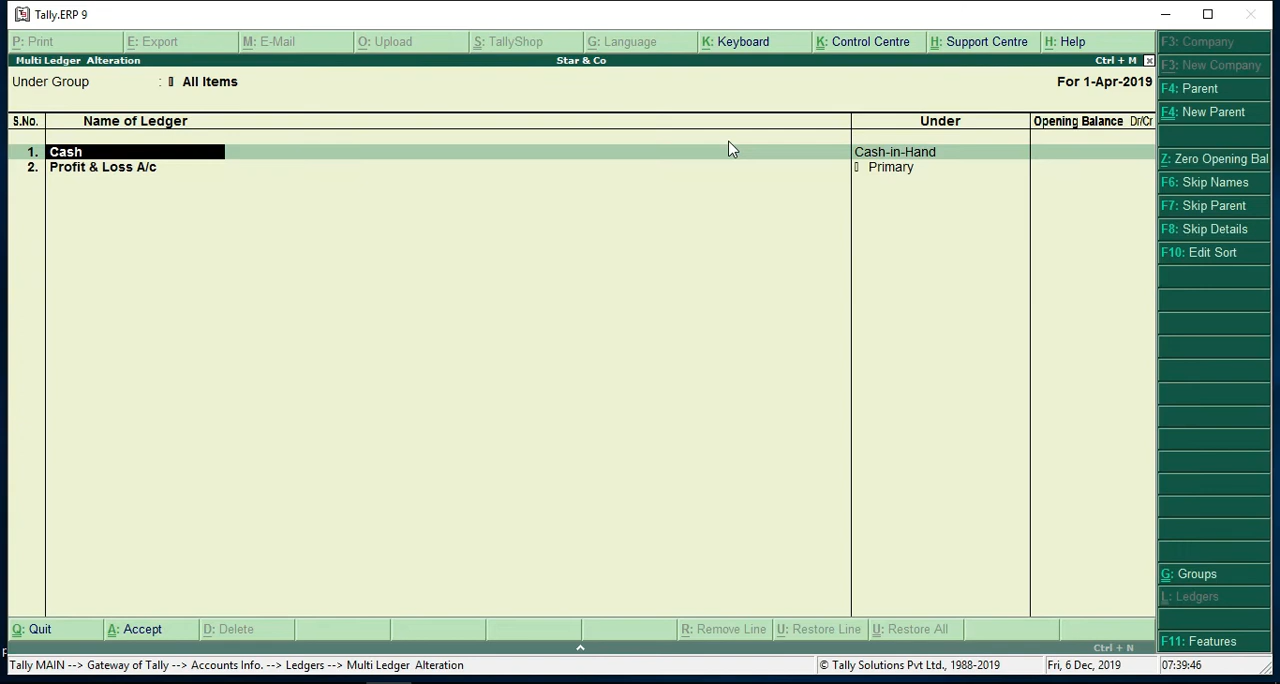 Tally.ERP 9
P: Print E: Export M: E-Mail O: Upload S: TallyShop G: Language K: Keyboard K: Control Centre H: Support Centre H: Help
Multi Ledger Alteration Star & Co Ctrl + M
Under Group : All Items For 1-Apr-2019
S.No. Name of Ledger Under Opening Balance Dr/Cr
1. Cash Cash-in-Hand
2. Profit & Loss A/c Primary
F3: Company
F3: New Company
F4: Parent
F4: New Parent
Z: Zero Opening Bal
F6: Skip Names
F7: Skip Parent
F8: Skip Details
F10: Edit Sort
G: Groups
L: Ledgers
F11: Features
Q: Quit A: Accept D: Delete R: Remove Line U: Restore Line U: Restore All
Ctrl + N
Tally MAIN --> Gateway of Tally --> Accounts Info. --> Ledgers --> Multi Ledger Alteration © Tally Solutions Pvt Ltd., 1988-2019 Fri, 6 Dec, 2019 07:39:46